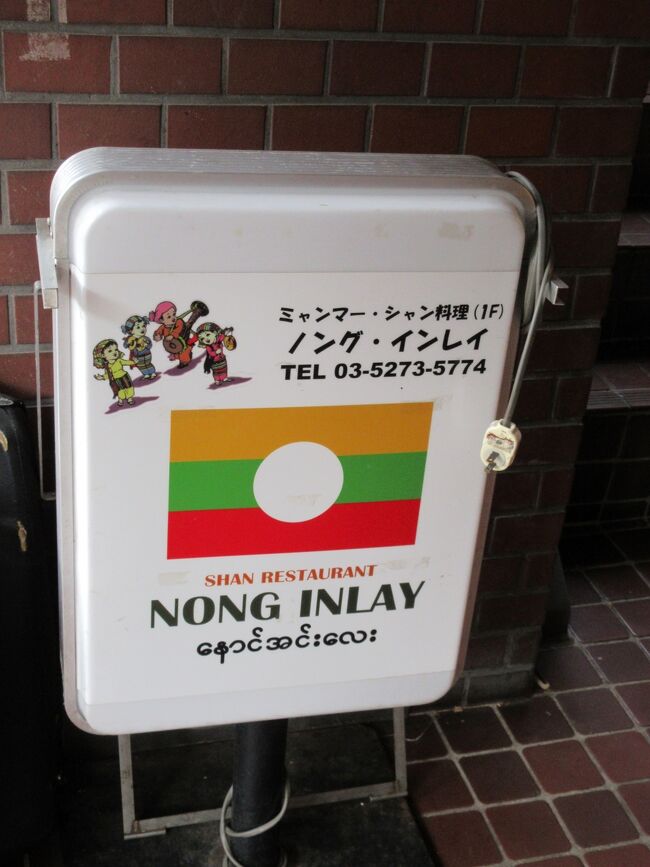 ミャンマー・シャン料理(1F)
ノング・インレイ
TEL 03-5273-5774
SHAN RESTAURANT
NONG INLAY
နောင်အင်းလေး